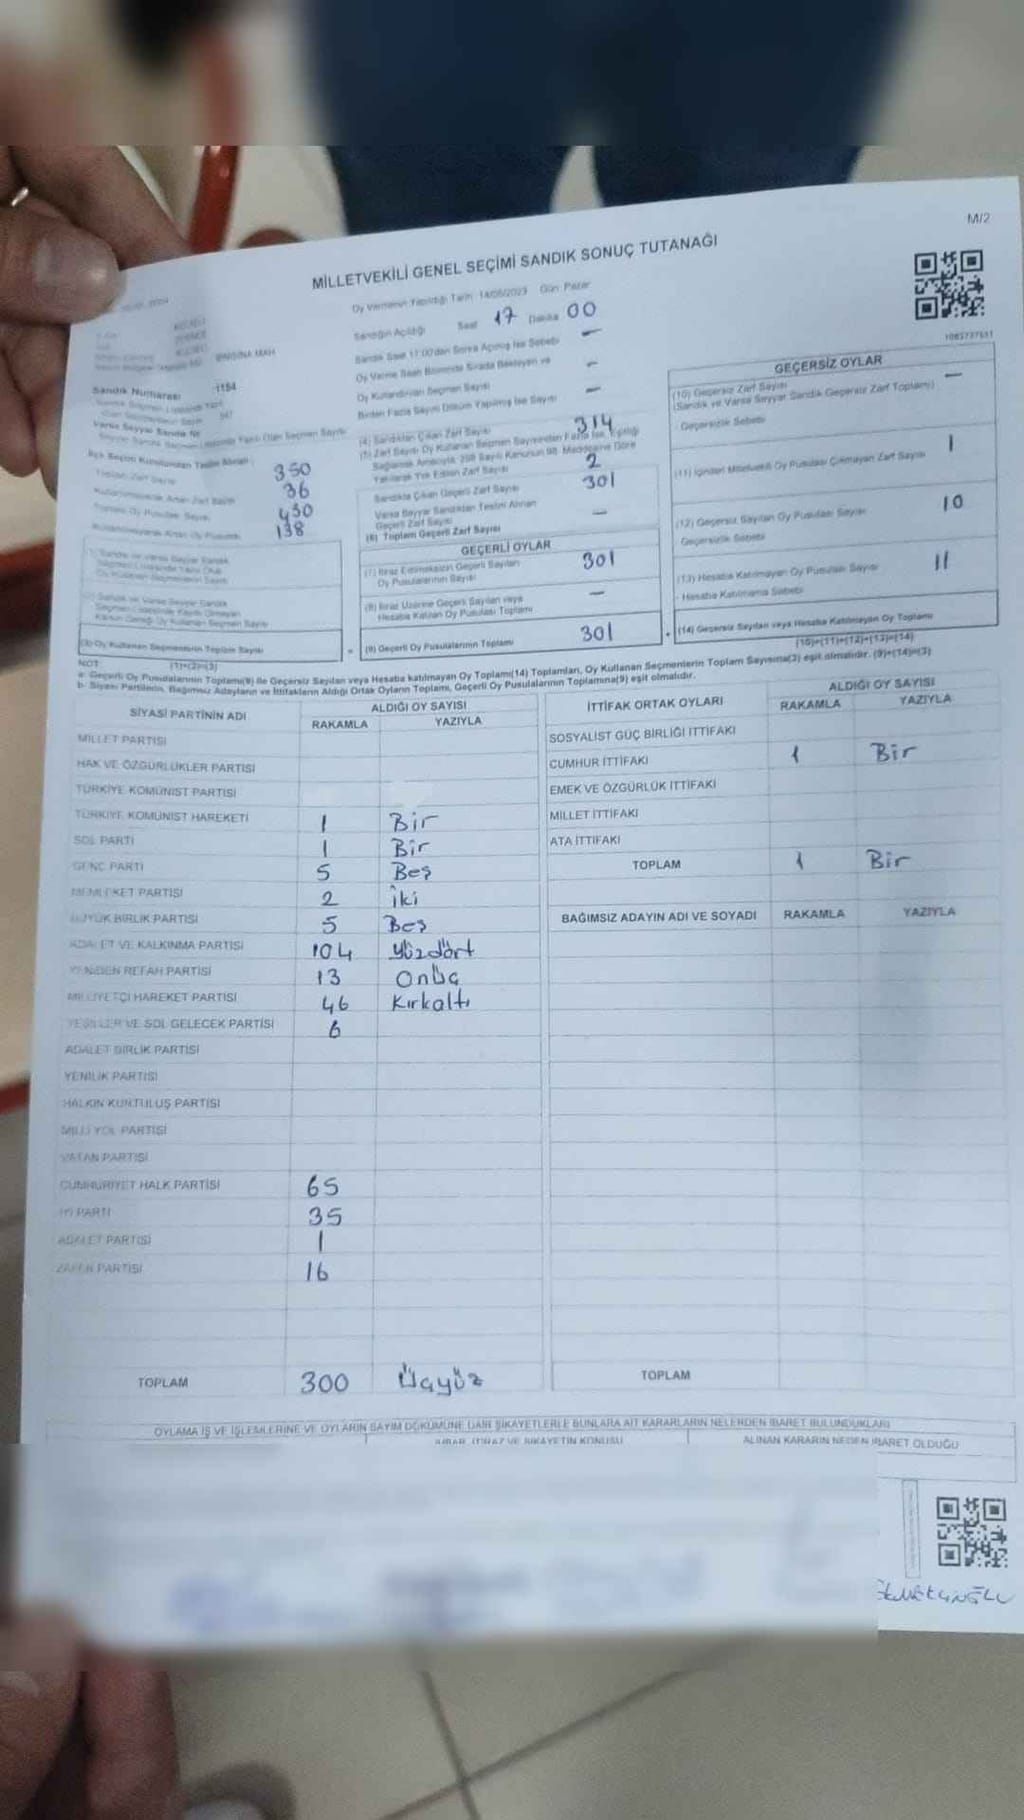 M/2
MİLLETVEKİLİ GENEL SEÇİMİ SANDIK SONUÇ TUTANAĞI
Oy Vermenin Yapıldığı Tarih 14/05/2023 Gün Pazar
Sandığın Açıldığı Saat 17 Dakika 00
Sandık Saat 17:00'den Sonra Açılmış İse Sebebi
Oy Verme Saati Bitiminde Sırada Bekleyen ve
Oy Kullandırılan Seçmen Sayısı
Birden Fazla Sayım Döküm Yapılmış İse Sayısı
Sandık Numarası 1154
350
36
430
138
(4) Sandıktan Çıkan Zarf Sayısı 314
(5) Zarf Sayısı Oy Kullanan Seçmen Sayısından Fazla İse, Eşitliği
Sağlamak Amacıyla, 298 Sayılı Kanunun 98. Maddesine Göre
Yakılarak Yok Edilen Zarf Sayısı 2
Sandıkta Çıkan Geçerli Zarf Sayısı 301
Varsa Seyyar Sandıktan Teslim Alınan
Geçerli Zarf Sayısı
(6) Toplam Geçerli Zarf Sayısı
GEÇERLİ OYLAR
(7) İtiraz Edilmeksizin Geçerli Sayılan
Oy Pusulalarının Sayısı 301
(8) İtiraz Üzerine Geçerli Sayılan veya
Hesaba Katılan Oy Pusulası Toplamı
(9) Geçerli Oy Pusulalarının Toplamı 301
1085737651
GEÇERSİZ OYLAR
(10) Geçersiz Zarf Sayısı
(Sandık ve Varsa Seyyar Sandık Geçersiz Zarf Toplamı)
Geçersizlik Sebebi
(11) İçinden Milletvekili Oy Pusulası Çıkmayan Zarf Sayısı 1
(12) Geçersiz Sayılan Oy Pusulası Sayısı 10
Geçersizlik Sebebi
(13) Hesaba Katılmayan Oy Pusulası Sayısı 11
Hesaba Katılmama Sebebi
(14) Geçersiz Sayılan veya Hesaba Katılmayan Oy Toplamı
(10)+(11)+(12)+(13)=(14)
(3) Oy Kullanan Seçmenlerin Toplam Sayısı
(1)+(2)=(3)
NOT
a- Geçerli Oy Pusulalarının Toplamı(9) ile Geçersiz Sayılan veya Hesaba katılmayan Oy Toplamı(14) Toplamları, Oy Kullanan Seçmenlerin Toplam Sayısına(3) eşit olmalıdır. (9)+(14)=(3)
b- Siyasi Partilerin, Bağımsız Adayların ve İttifakların Aldığı Ortak Oyların Toplamı, Geçerli Oy Pusulalarının Toplamına(9) eşit olmalıdır.
SİYASİ PARTİNİN ADI ALDIĞI OY SAYISI
RAKAMLA YAZIYLA
MİLLET PARTİSİ
HAK VE ÖZGÜRLÜKLER PARTİSİ
TÜRKİYE KOMÜNİST PARTİSİ
TÜRKİYE KOMÜNİST HAREKETİ 1 Bir
SOL PARTİ 1 Bir
GENÇ PARTİ 5 Beş
MEMLEKET PARTİSİ 2 iki
BÜYÜK BİRLİK PARTİSİ 5 Beş
ADALET VE KALKINMA PARTİSİ 104 Yüzdört
YENİDEN REFAH PARTİSİ 13 Onüç
MİLLİYETÇİ HAREKET PARTİSİ 46 Kırkaltı
YEŞİLLER VE SOL GELECEK PARTİSİ 6
ADALET BİRLİK PARTİSİ
YENİLİK PARTİSİ
HALKIN KURTULUŞ PARTİSİ
MİLLİ YOL PARTİSİ
VATAN PARTİSİ
CUMHURİYET HALK PARTİSİ 65
İYİ PARTİ 35
ADALET PARTİSİ 1
ZAFER PARTİSİ 16
TOPLAM 300 Üçyüz
İTTİFAK ORTAK OYLARI ALDIĞI OY SAYISI
RAKAMLA YAZIYLA
SOSYALİST GÜÇ BİRLİĞİ İTTİFAKI
CUMHUR İTTİFAKI 1 Bir
EMEK VE ÖZGÜRLÜK İTTİFAKI
MİLLET İTTİFAKI
ATA İTTİFAKI
TOPLAM 1 Bir
BAĞIMSIZ ADAYIN ADI VE SOYADI RAKAMLA YAZIYLA
TOPLAM
OYLAMA İŞ VE İŞLEMLERİNE VE OYLARIN SAYIM DÖKÜMÜNE DAİR ŞİKAYETLERLE BUNLARA AİT KARARLARIN NELERDEN İBARET BULUNDUKLARI
İHBAR, İTİRAZ VE ŞİKAYETİN KONUSU
ALINAN KARARIN NEDEN İBARET OLDUĞU